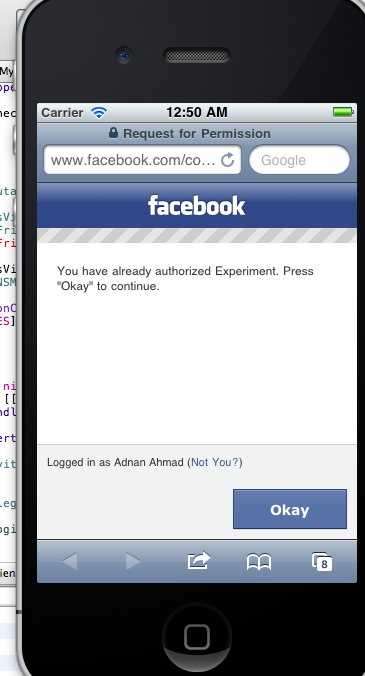 Carrier 12:50 AM
Request for Permission
www.facebook.com/co... Google
facebook
You have already authorized Experiment. Press
"Okay" to continue.
Logged in as Adnan Ahmad (Not You?)
Okay
8
My